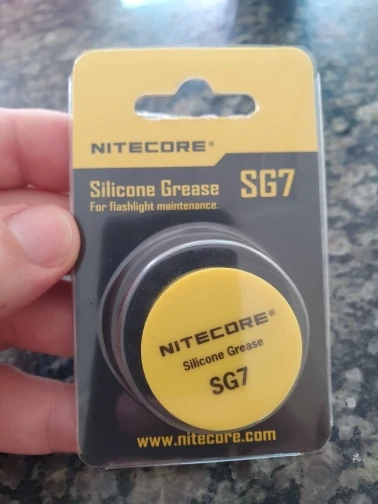 NITECORE®
Silicone Grease SG7
For flashlight maintenance.
NITECORE®
Silicone Grease
SG7
www.nitecore.com